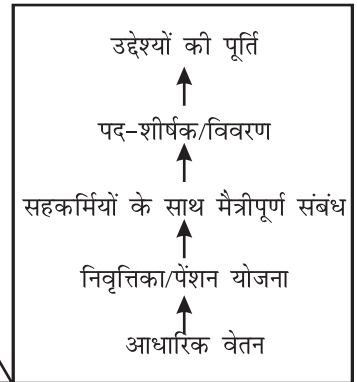 उद्देश्यों की पूर्ति
पद-शीर्षक/विवरण
सहकर्मियों के साथ मैत्रीपूर्ण संबंध
निवृत्तिका/पेंशन योजना
आधारिक वेतन